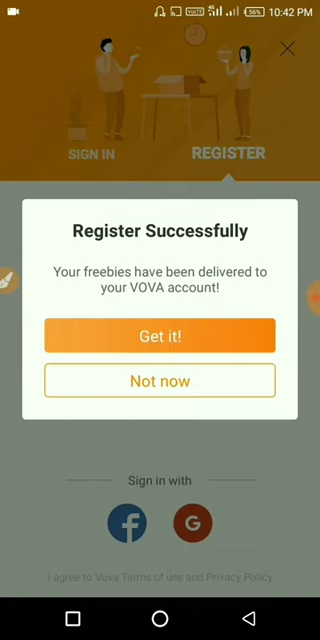 VoLTE 56% 10:42 PM
SIGN IN REGISTER
Register Successfully
Your freebies have been delivered to
your VOVA account!
Get it!
Not now
Sign in with
f G
I agree to Vova Terms of use and Privacy Policy